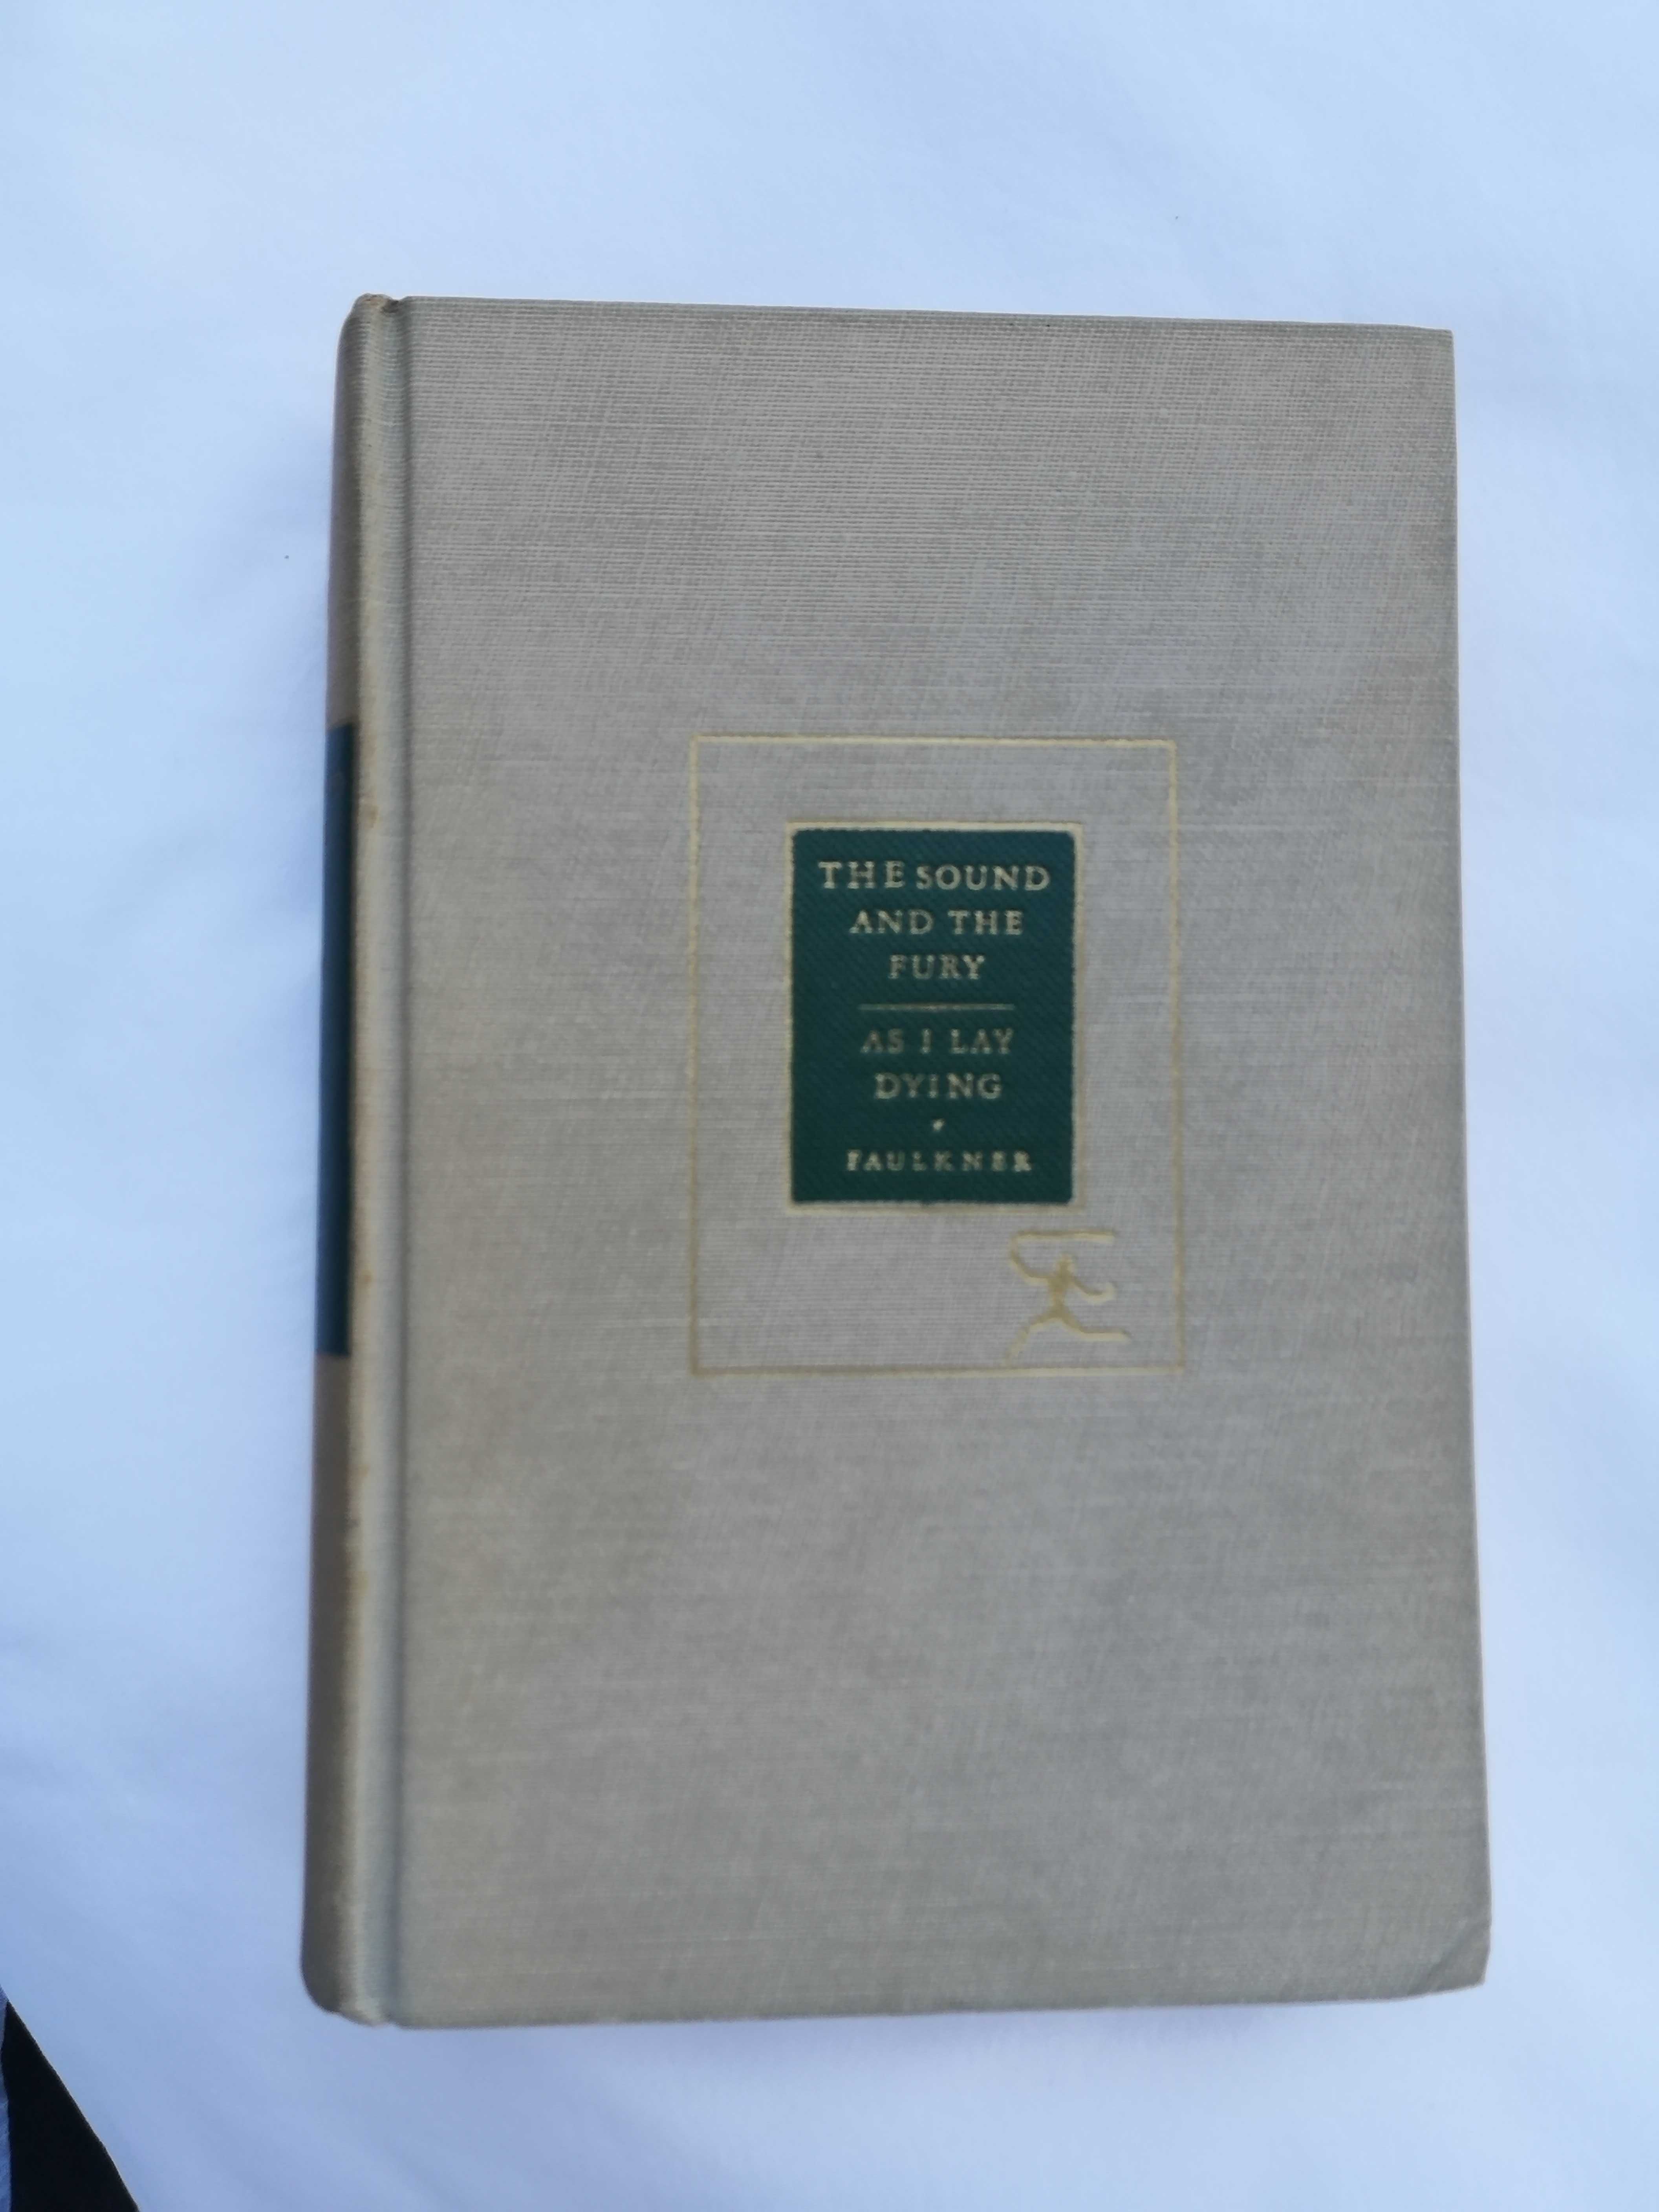 THE SOUND
AND THE
FURY
AS I LAY
DYING
FAULKNER